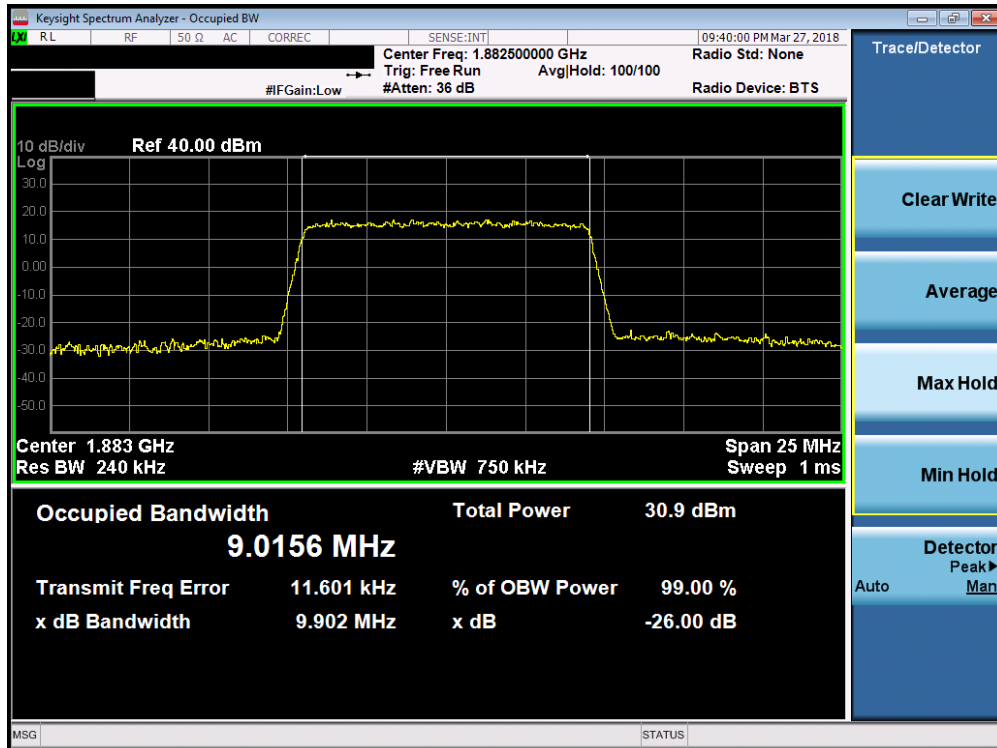 Keysight Spectrum Analyzer - Occupied BW
LXI RL RF 50 Ω AC CORREC SENSE:INT 09:40:00 PM Mar 27, 2018
Center Freq: 1.882500000 GHz Radio Std: None
Trig: Free Run Avg|Hold: 100/100
#IFGain:Low #Atten: 36 dB Radio Device: BTS
Trace/Detector
10 dB/div Ref 40.00 dBm
Log
30.0
20.0
10.0
0.00
-10.0
-20.0
-30.0
-40.0
-50.0
Center 1.883 GHz Span 25 MHz
Res BW 240 kHz #VBW 750 kHz Sweep 1 ms
Occupied Bandwidth Total Power 30.9 dBm
9.0156 MHz
Transmit Freq Error 11.601 kHz % of OBW Power 99.00 %
x dB Bandwidth 9.902 MHz x dB -26.00 dB
Clear Write
Average
Max Hold
Min Hold
Detector
Peak▶
Auto Man
MSG STATUS